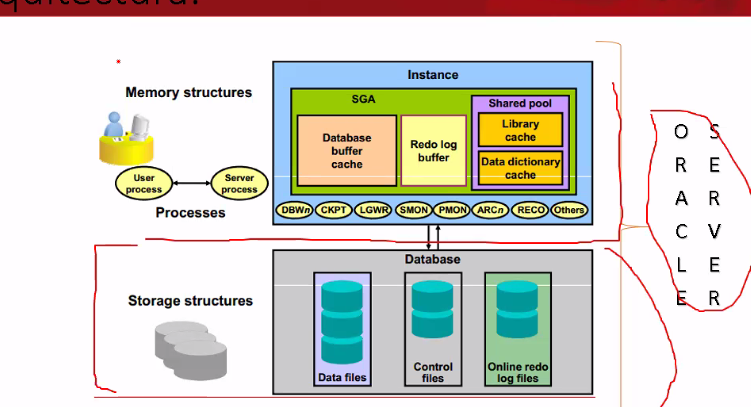 quitectura:
Memory structures
User
process
Server
process
Processes
Instance
SGA
Database
buffer
cache
Redo log
buffer
Shared pool
Library
cache
Data dictionary
cache
DBWn CKPT LGWR SMON PMON ARCn RECO Others
Storage structures
Database
Data files
Control
files
Online redo
log files
O S
R E
A R
C V
L E
E R